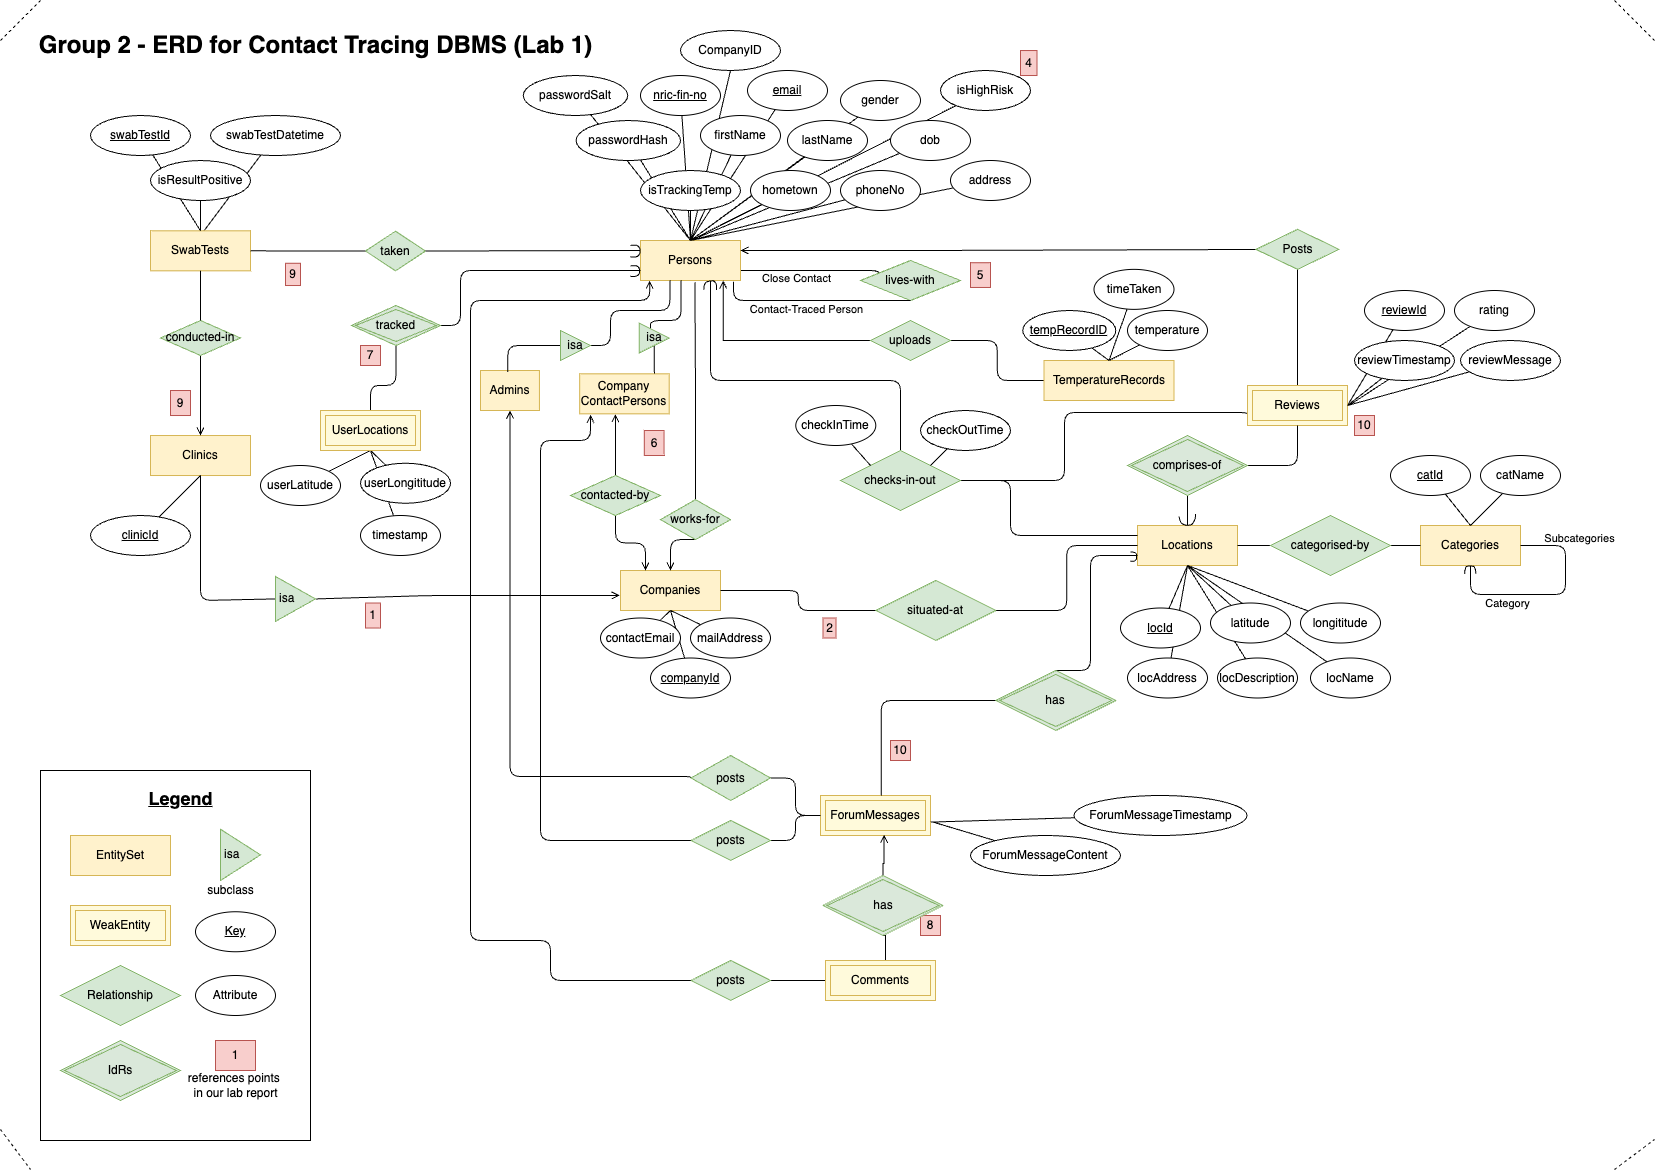 Group 2 - ERD for Contact Tracing DBMS (Lab 1)
CompanyID
4
passwordSalt
nric-fin-no
email
gender
isHighRisk
swabTestId
swabTestDatetime
passwordHash
firstName
lastName
dob
isResultPositive
isTrackingTemp
hometown
phoneNo
address
SwabTests
taken
Persons
Posts
9
Close Contact
lives-with
5
Contact-Traced Person
timeTaken
conducted-in
tracked
isa
isa
uploads
tempRecordID
temperature
reviewId
rating
7
reviewTimestamp
reviewMessage
9
Admins
Company
ContactPersons
TemperatureRecords
Reviews
10
UserLocations
6
checkInTime
checkOutTime
Clinics
userLatitude
userLongititude
contacted-by
works-for
checks-in-out
comprises-of
catId
catName
clinicId
timestamp
Locations
categorised-by
Categories
Subcategories
Category
isa
1
Companies
2
situated-at
contactEmail
mailAddress
companyId
locId
latitude
longititude
locAddress
locDescription
locName
has
10
posts
posts
ForumMessages
ForumMessageTimestamp
ForumMessageContent
has
8
posts
Comments
Legend
EntitySet
isa
subclass
WeakEntity
Key
Relationship
Attribute
IdRs
1
references points
in our lab report